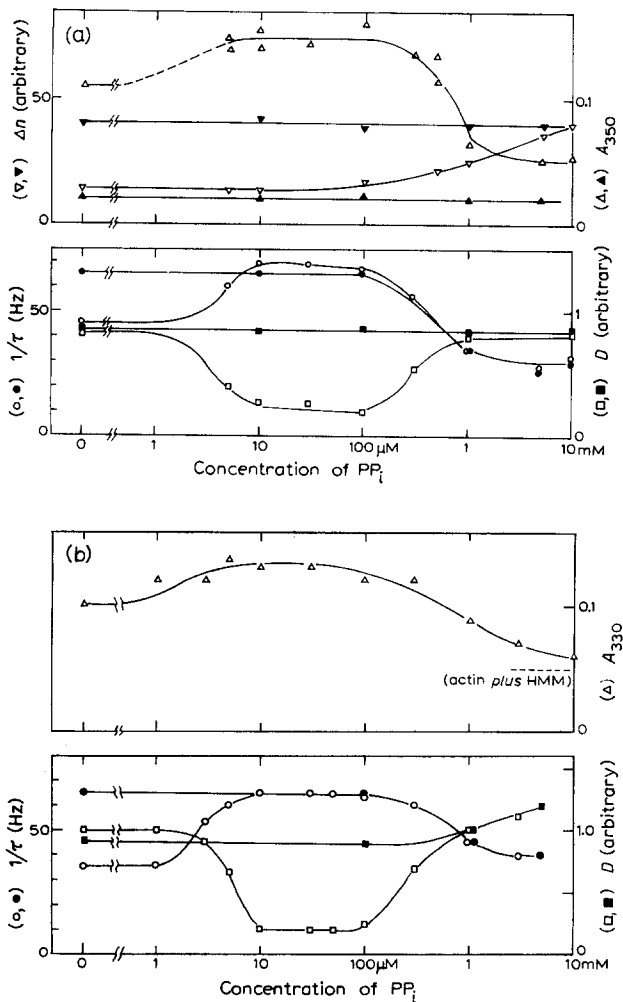 (a)
(▽,▼) Δn (arbitrary)
50
0
0.1
0
(△,▲) A350
(○,●) 1/τ (Hz)
50
0
1
0
(□,■) D (arbitrary)
0 1 10 100 μM 1 10 mM
Concentration of PPi
(b)
0.1
0
(△) A330
(actin plus HMM)
(○,●) 1/τ (Hz)
50
0
1.0
0
(□,■) D (arbitrary)
0 1 10 100 μM 1 10 mM
Concentration of PPi